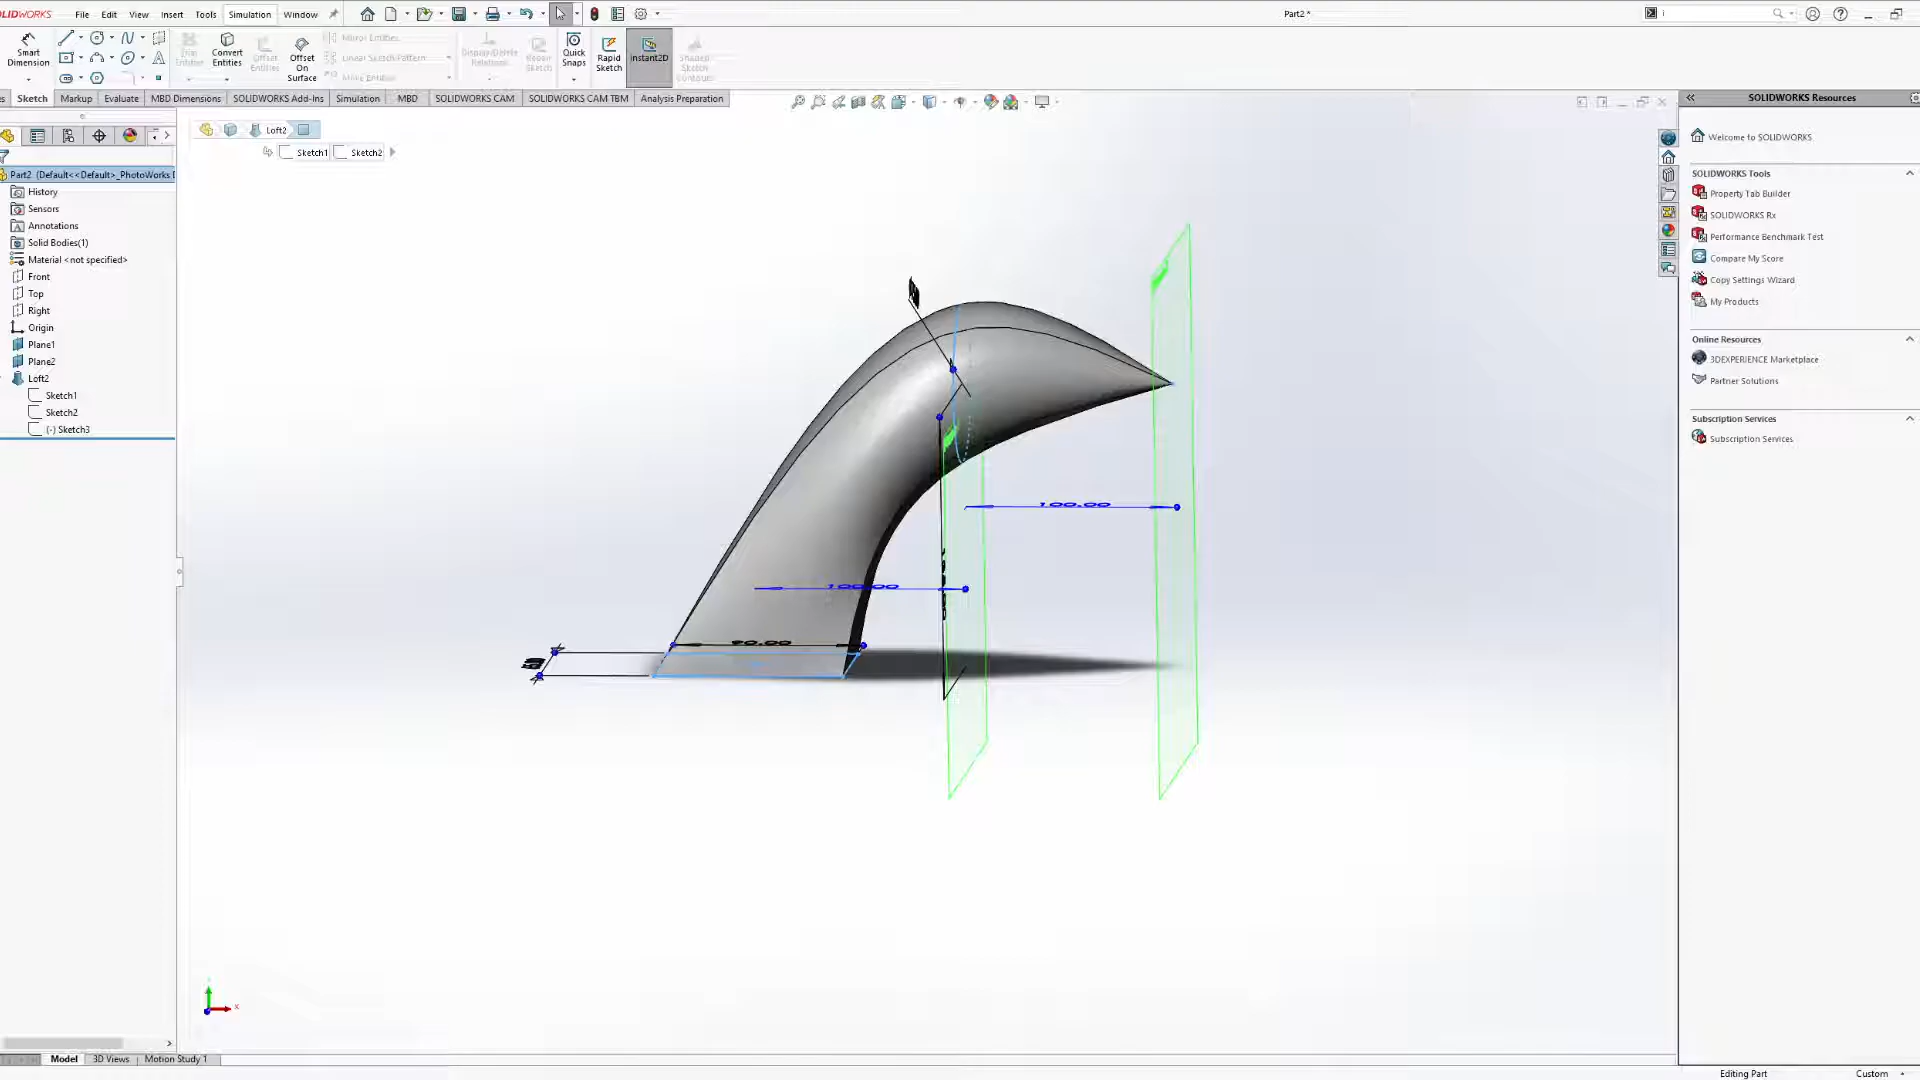 OLIDWORKS File Edit View Insert Tools Simulation Window Part2 *
Smart Dimension
Trim Entities
Convert Entities
Offset Entities
Offset On Surface
Mirror Entities
Linear Sketch Pattern
Move Entities
Display/Delete Relations
Repair Sketch
Quick Snaps
Rapid Sketch
Instant2D
Shaded Sketch Contours
es Sketch Markup Evaluate MBD Dimensions SOLIDWORKS Add-Ins Simulation MBD SOLIDWORKS CAM SOLIDWORKS CAM TBM Analysis Preparation
Loft2
Sketch1 Sketch2
Part2 (Default<<Default>_PhotoWorks D
History
Sensors
Annotations
Solid Bodies(1)
Material <not specified>
Front
Top
Right
Origin
Plane1
Plane2
Loft2
Sketch1
Sketch2
(-) Sketch3
100.00
100.00
90.00
x
SOLIDWORKS Resources
Welcome to SOLIDWORKS
SOLIDWORKS Tools
Property Tab Builder
SOLIDWORKS Rx
Performance Benchmark Test
Compare My Score
Copy Settings Wizard
My Products
Online Resources
3DEXPERIENCE Marketplace
Partner Solutions
Subscription Services
Subscription Services
Model 3D Views Motion Study 1
Editing Part Custom